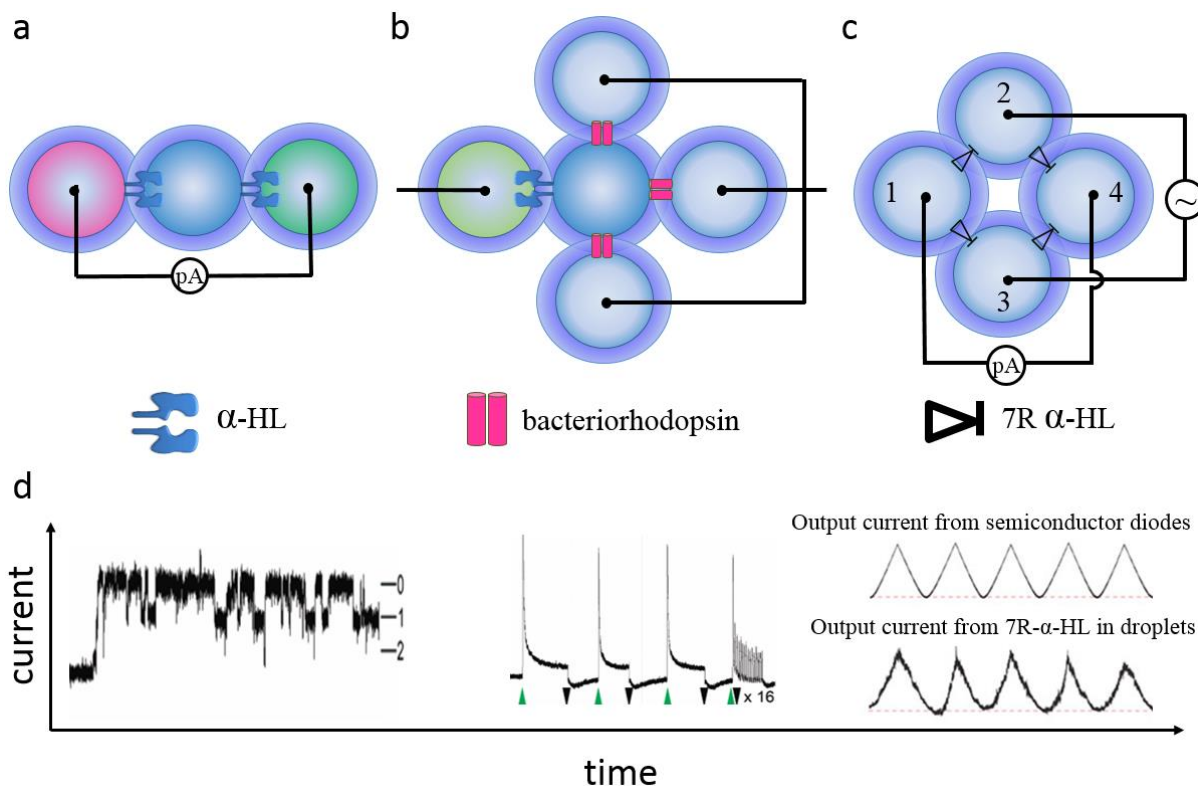 a
b
c
pA
1
2
3
4
~
pA
α-HL
bacteriorhodopsin
7R α-HL
d
current
0
1
2
x 16
Output current from semiconductor diodes
Output current from 7R-α-HL in droplets
time